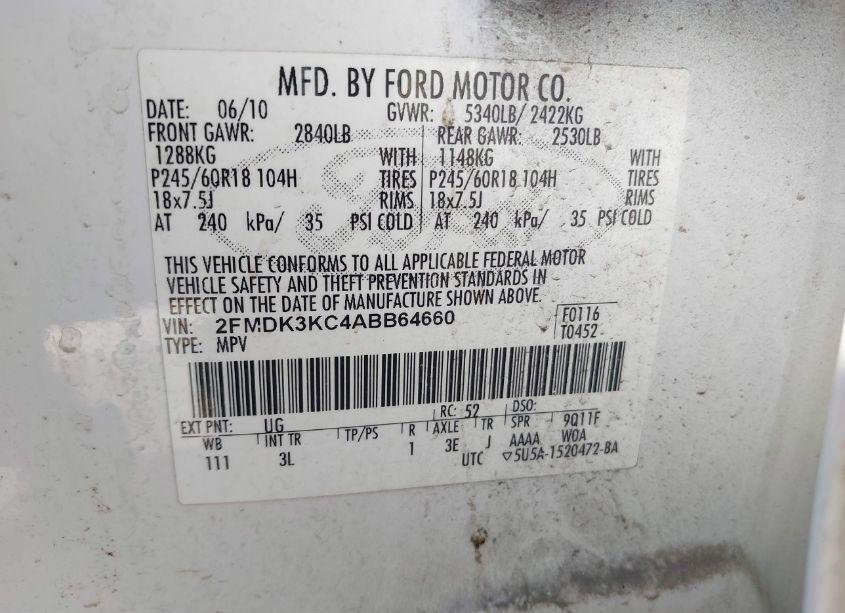 MFD. BY FORD MOTOR CO.
DATE: 06/10 GVWR: 5340LB/ 2422KG
FRONT GAWR: 2840LB REAR GAWR: 2530LB
1288KG WITH 1148KG WITH
P245/60R18 104H TIRES P245/60R18 104H TIRES
18x7.5J RIMS 18x7.5J RIMS
AT 240 kPa/ 35 PSI COLD AT 240 kPa/ 35 PSI COLD
THIS VEHICLE CONFORMS TO ALL APPLICABLE FEDERAL MOTOR
VEHICLE SAFETY AND THEFT PREVENTION STANDARDS IN
EFFECT ON THE DATE OF MANUFACTURE SHOWN ABOVE.
VIN: 2FMDK3KC4ABB64660 F0116
TYPE: MPV T0452
EXT PNT: UG RC: 52 DSO:
WB INT TR TP/PS R AXLE TR SPR 9Q11F
111 3L 1 3E J AAAA WOA
UTC ▽5U5A-1520472-BA